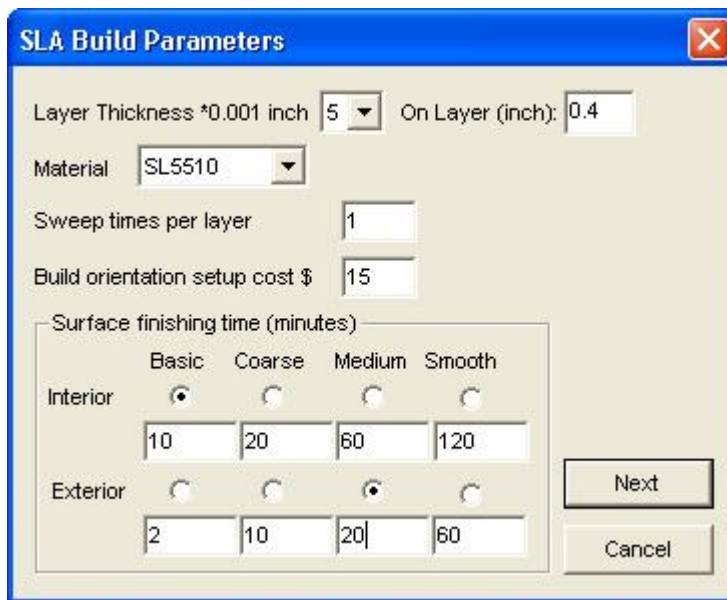 SLA Build Parameters
Layer Thickness *0.001 inch 5 On Layer (inch): 0.4
Material SL5510
Sweep times per layer 1
Build orientation setup cost $ 15
Surface finishing time (minutes)
Basic Coarse Medium Smooth
Interior
10 20 60 120
Exterior
2 10 20 60
Next
Cancel